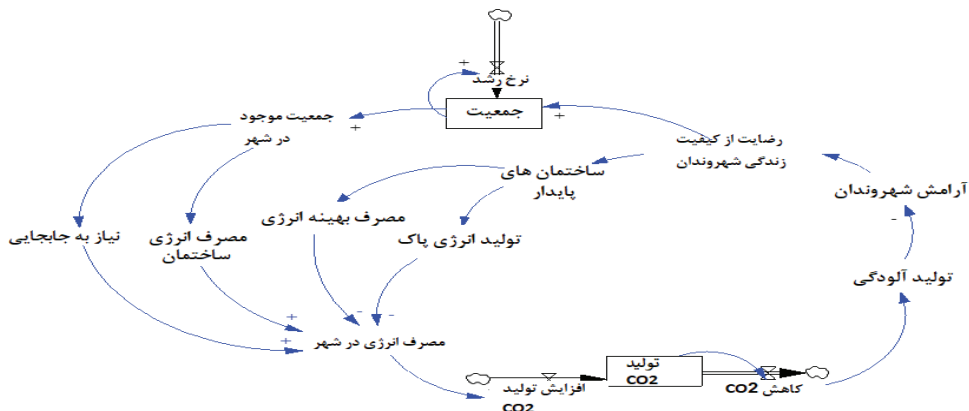 +
نرخ رشد
جمعیت
+
+
جمعیت موجود
در شهر
رضایت از کیفیت
زندگی شهروندان
ساختمان های
پایدار
آرامش شهروندان
-
مصرف بهینه انرژی
تولید انرژی پاک
مصرف انرژی
ساختمان
نیاز به جابجایی
تولید آلودگی
-
-
+
+
مصرف انرژی در شهر
تولید
CO2
افزایش تولید
CO2
کاهش CO2